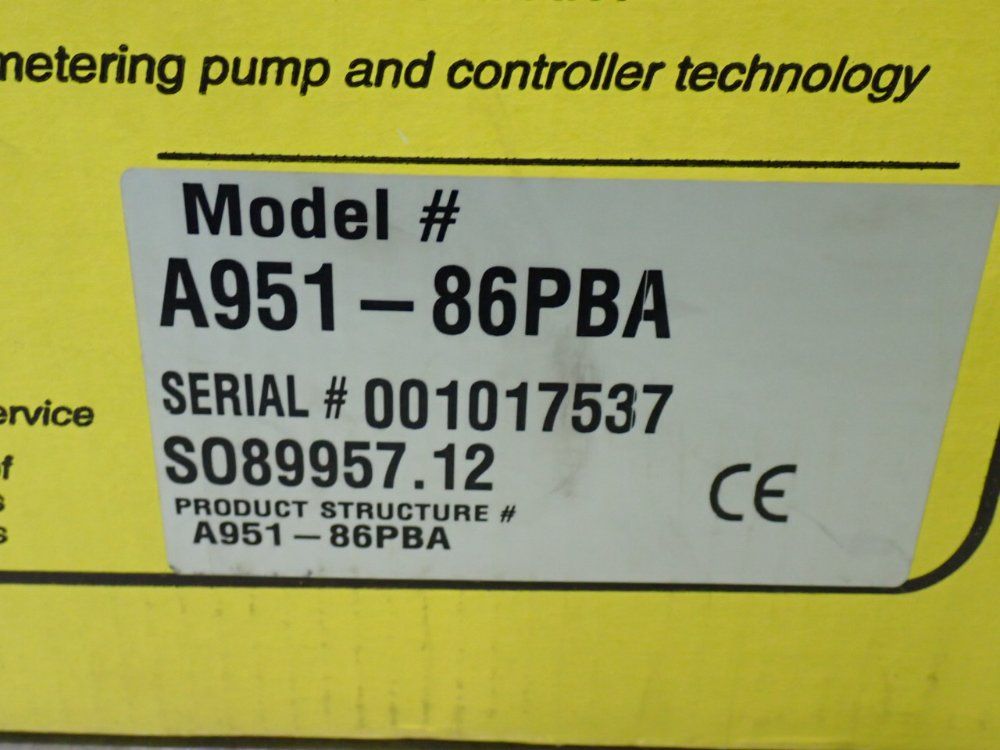 metering pump and controller technology
Model #
A951-86PBA
SERIAL # 001017537
SO89957.12
PRODUCT STRUCTURE #
A951-86PBA
CE
ervice
f
s
s